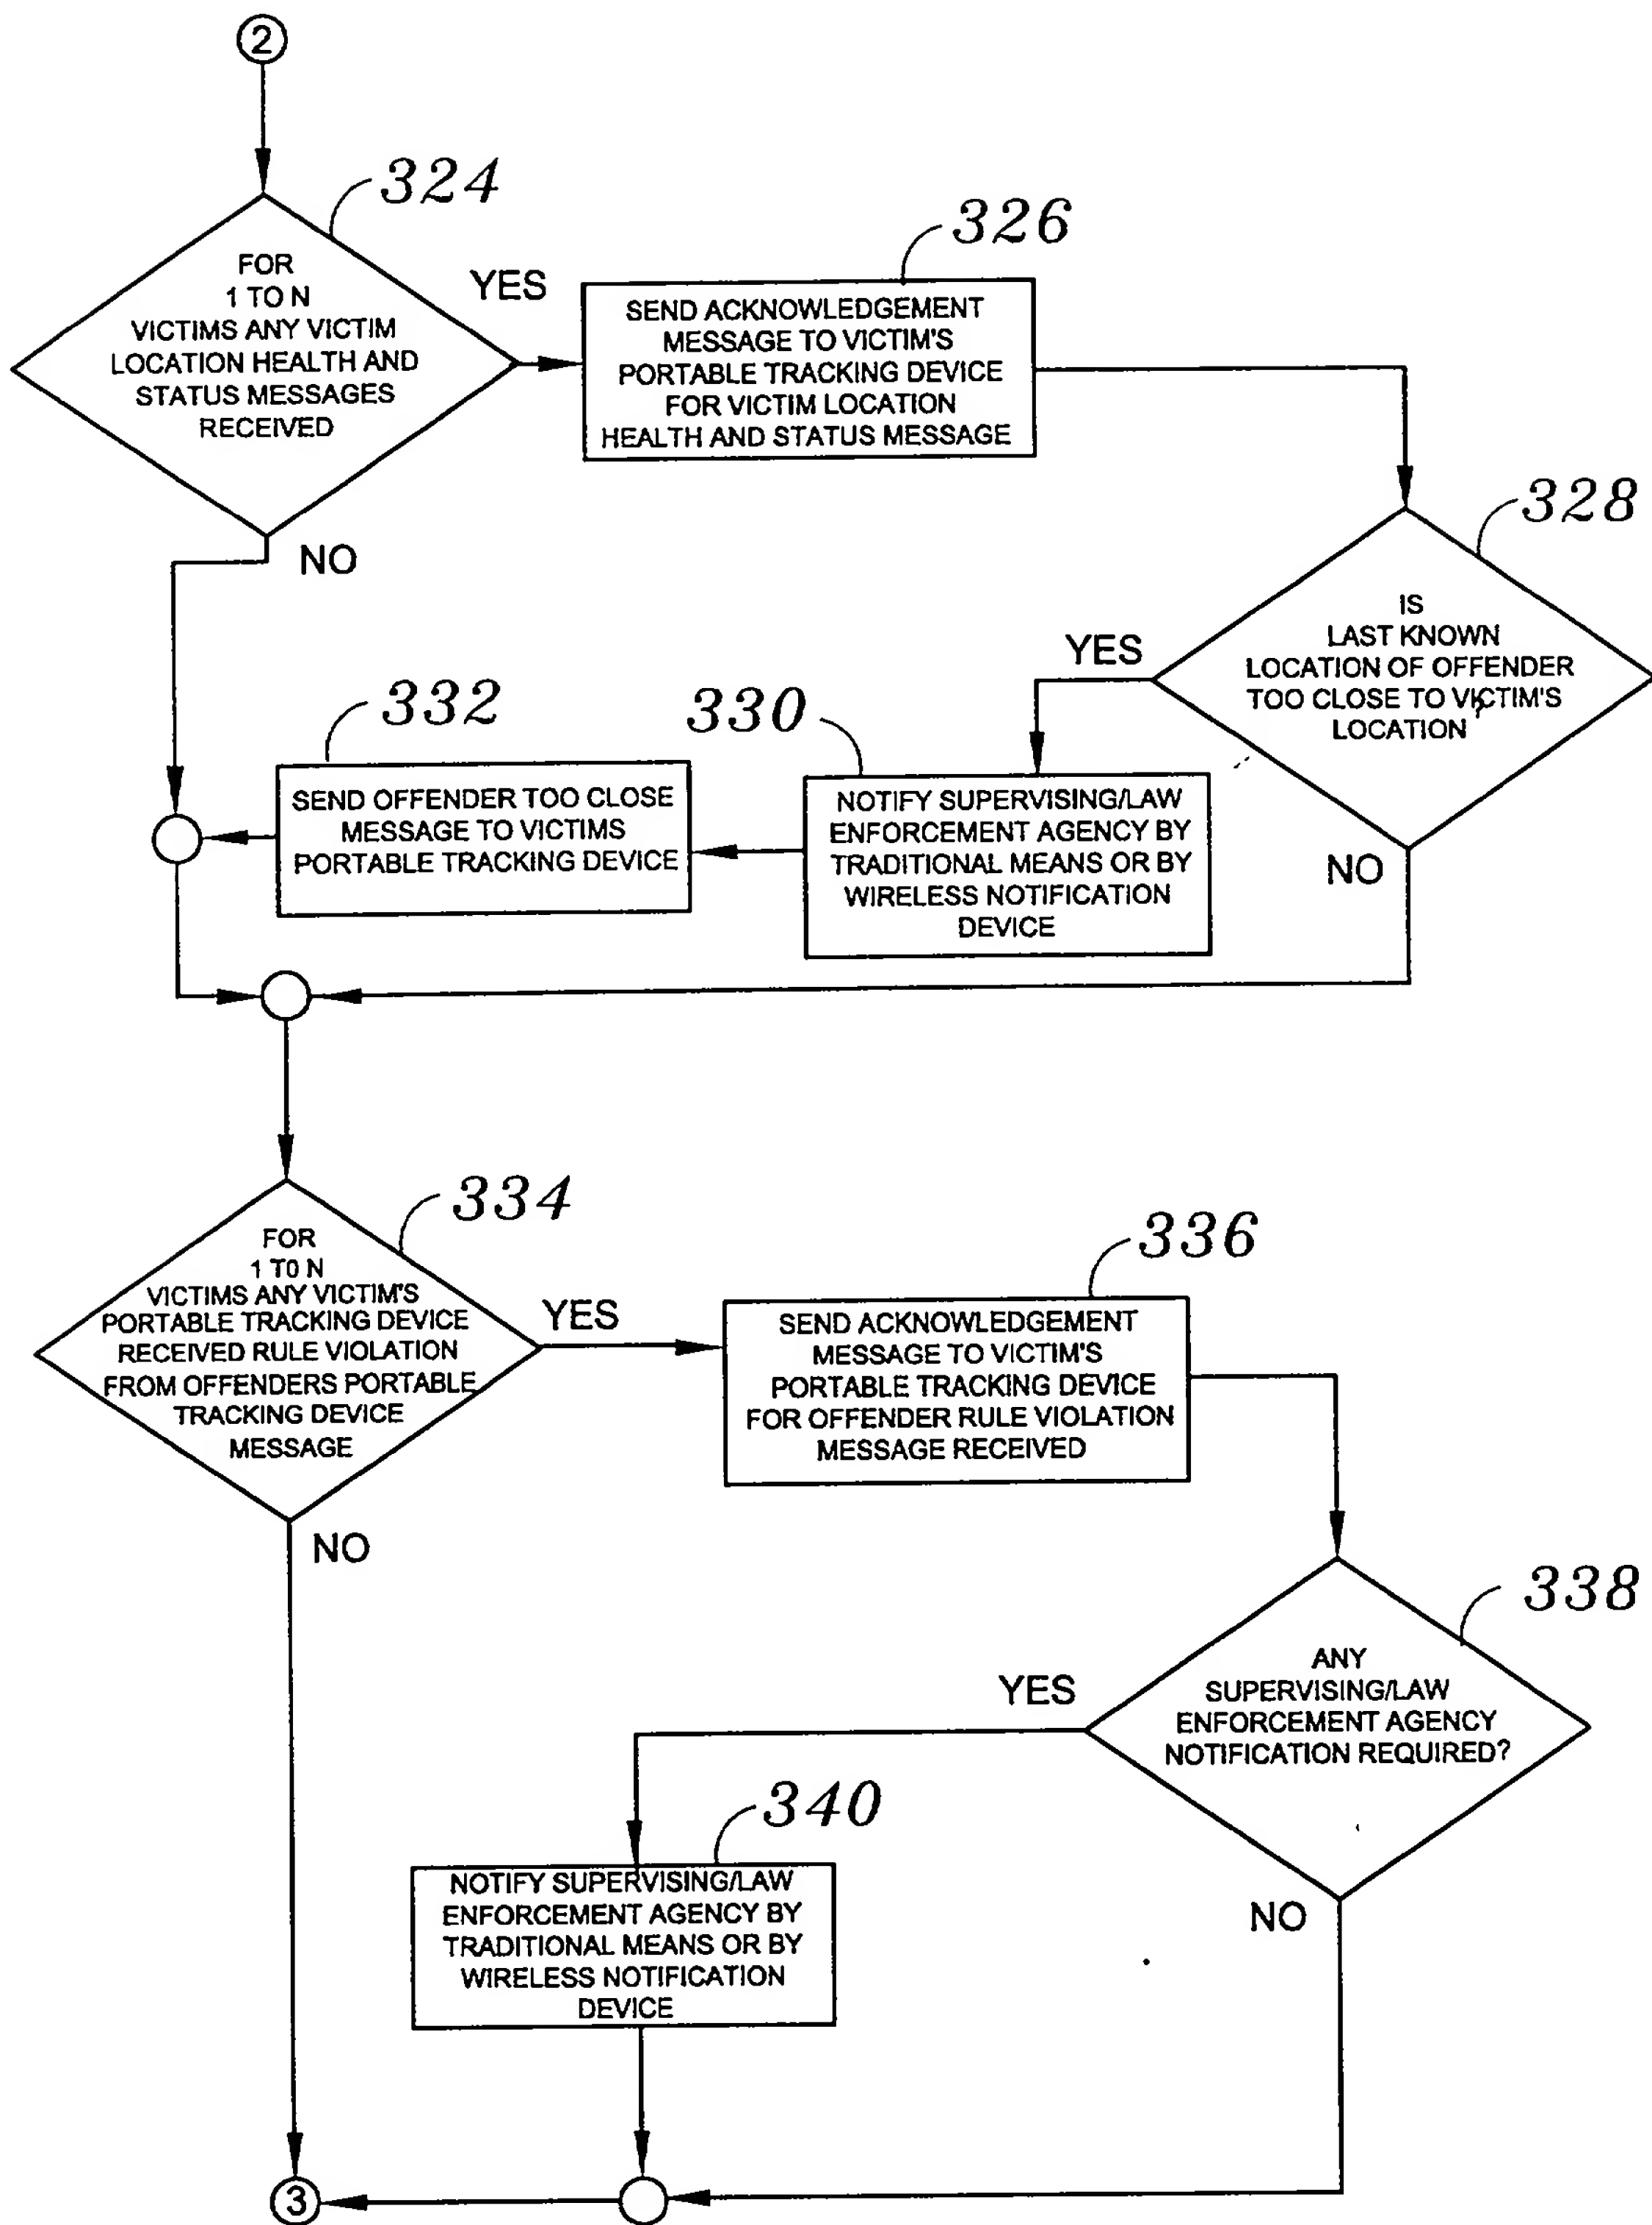 2
324
FOR
1 TO N
VICTIMS ANY VICTIM
LOCATION HEALTH AND
STATUS MESSAGES
RECEIVED
YES
326
SEND ACKNOWLEDGEMENT
MESSAGE TO VICTIM'S
PORTABLE TRACKING DEVICE
FOR VICTIM LOCATION
HEALTH AND STATUS MESSAGE
NO
328
IS
LAST KNOWN
LOCATION OF OFFENDER
TOO CLOSE TO VICTIM'S
LOCATION?
YES
NO
330
NOTIFY SUPERVISING/LAW
ENFORCEMENT AGENCY BY
TRADITIONAL MEANS OR BY
WIRELESS NOTIFICATION
DEVICE
332
SEND OFFENDER TOO CLOSE
MESSAGE TO VICTIMS
PORTABLE TRACKING DEVICE
334
FOR
1 TO N
VICTIMS ANY VICTIM'S
PORTABLE TRACKING DEVICE
RECEIVED RULE VIOLATION
FROM OFFENDERS PORTABLE
TRACKING DEVICE
MESSAGE
YES
336
SEND ACKNOWLEDGEMENT
MESSAGE TO VICTIM'S
PORTABLE TRACKING DEVICE
FOR OFFENDER RULE VIOLATION
MESSAGE RECEIVED
NO
338
ANY
SUPERVISING/LAW
ENFORCEMENT AGENCY
NOTIFICATION REQUIRED?
YES
NO
340
NOTIFY SUPERVISING/LAW
ENFORCEMENT AGENCY BY
TRADITIONAL MEANS OR BY
WIRELESS NOTIFICATION
DEVICE
3